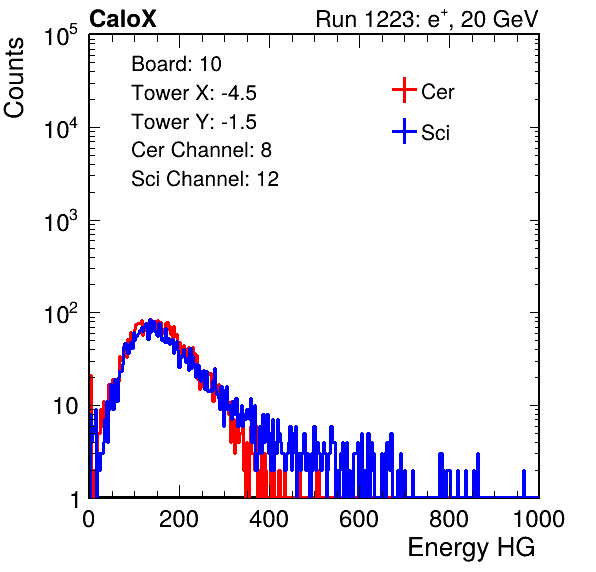 CaloX Run 1223: e⁺, 20 GeV
Counts
10⁵
10⁴
10³
10²
10
1
Board: 10
Tower X: -4.5
Tower Y: -1.5
Cer Channel: 8
Sci Channel: 12
Cer
Sci
0 200 400 600 800 1000
Energy HG